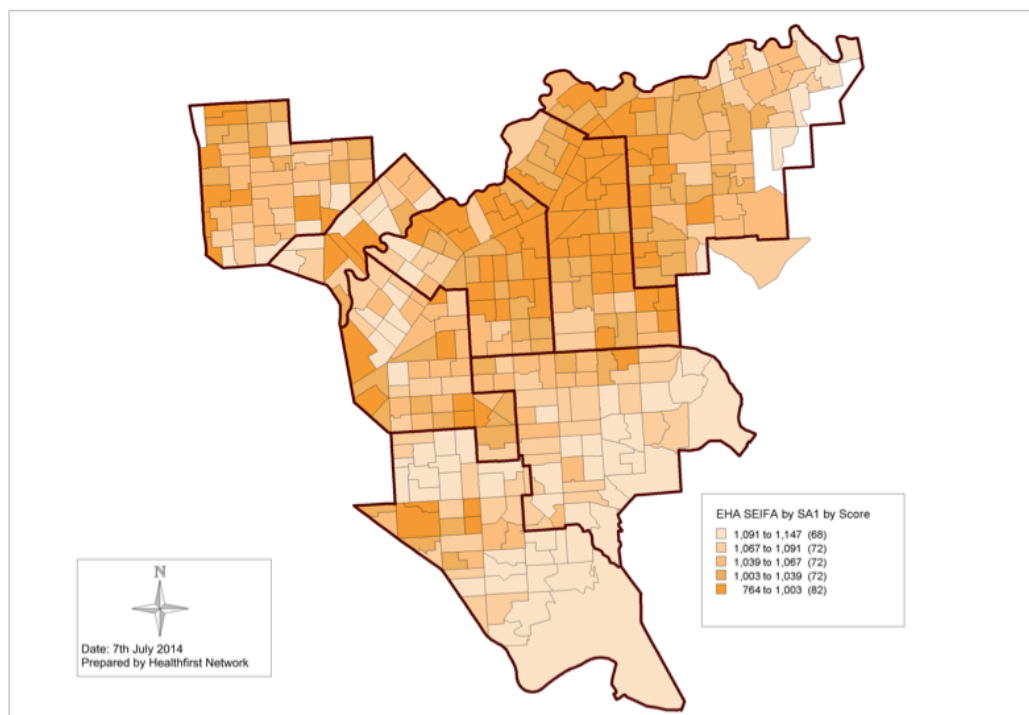 EHA SEIFA by SA1 by Score
1,091 to 1,147 (68)
1,067 to 1,091 (72)
1,039 to 1,067 (72)
1,003 to 1,039 (72)
764 to 1,003 (82)
N
Date: 7th July 2014
Prepared by Healthfirst Network